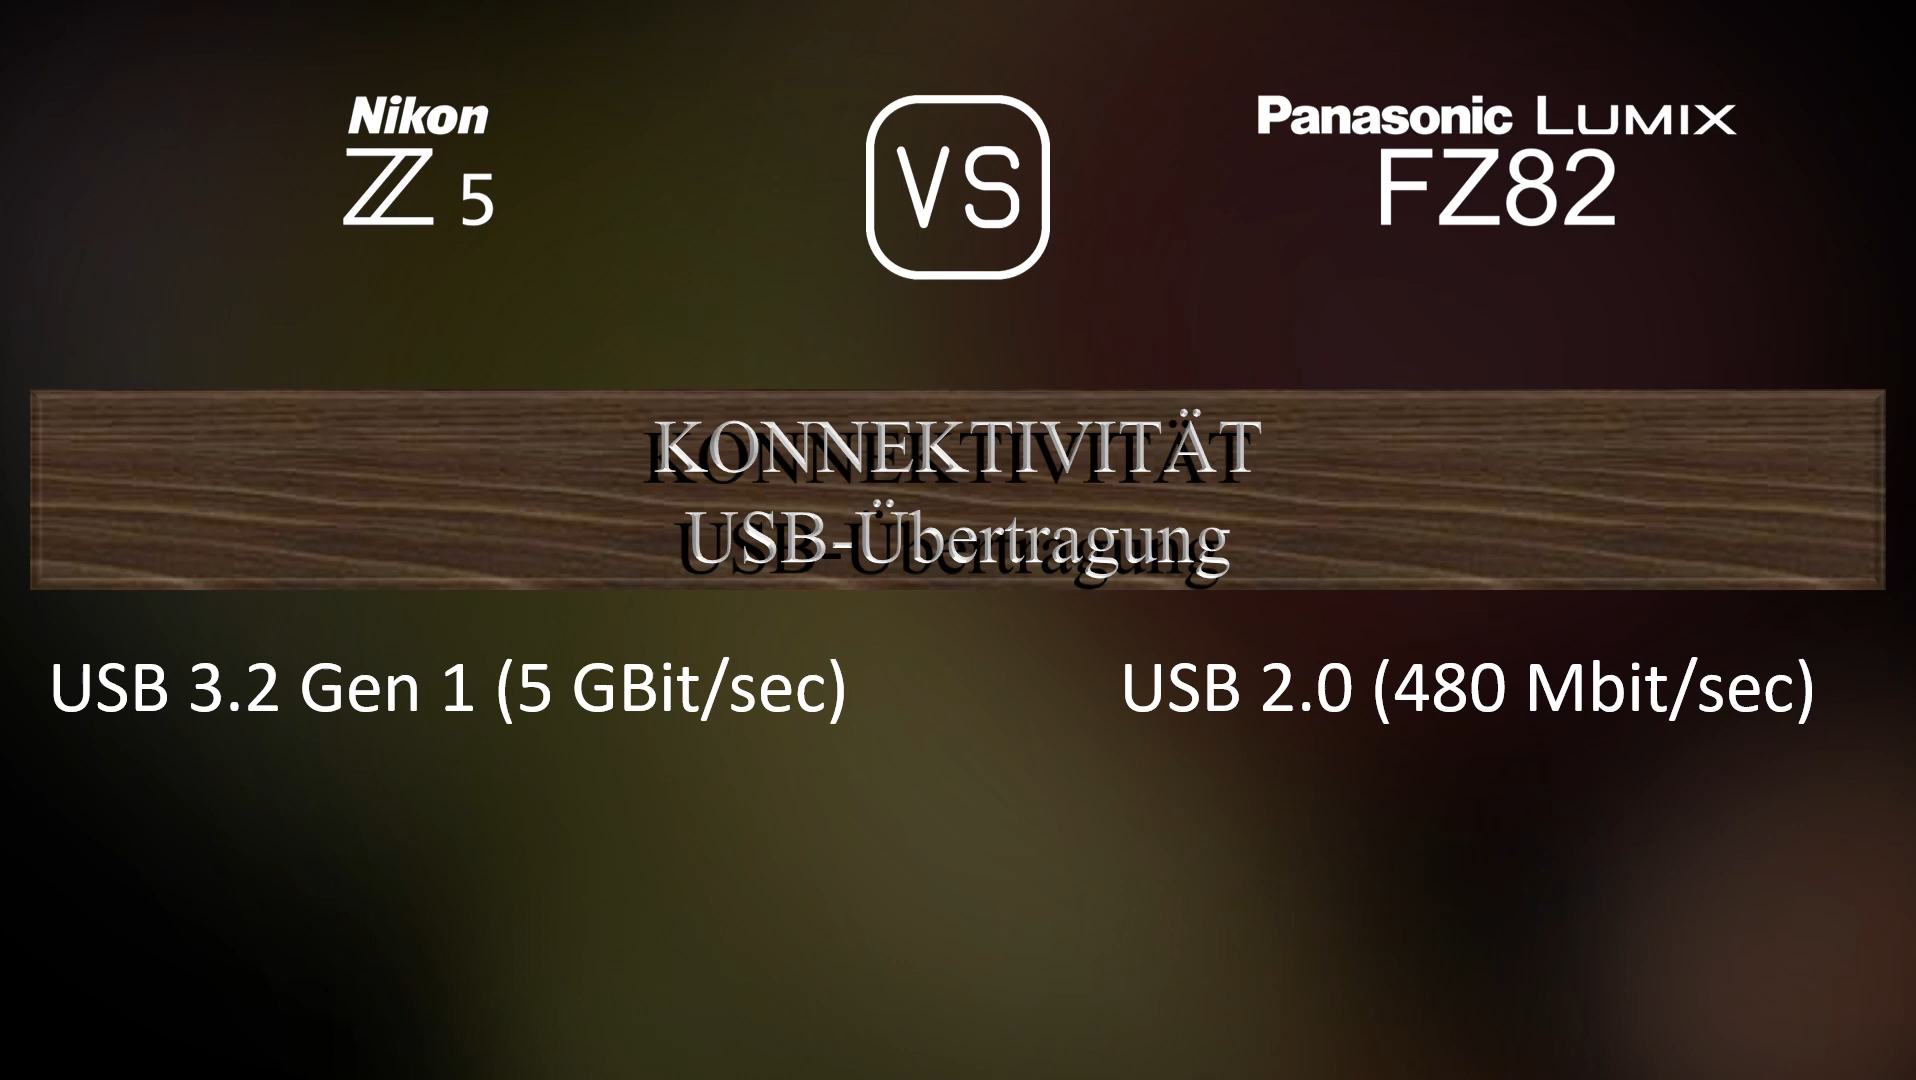 Nikon
Z 5
VS
Panasonic LUMIX
FZ82
KONNEKTIVITÄT
USB-Übertragung
USB 3.2 Gen 1 (5 GBit/sec)
USB 2.0 (480 Mbit/sec)